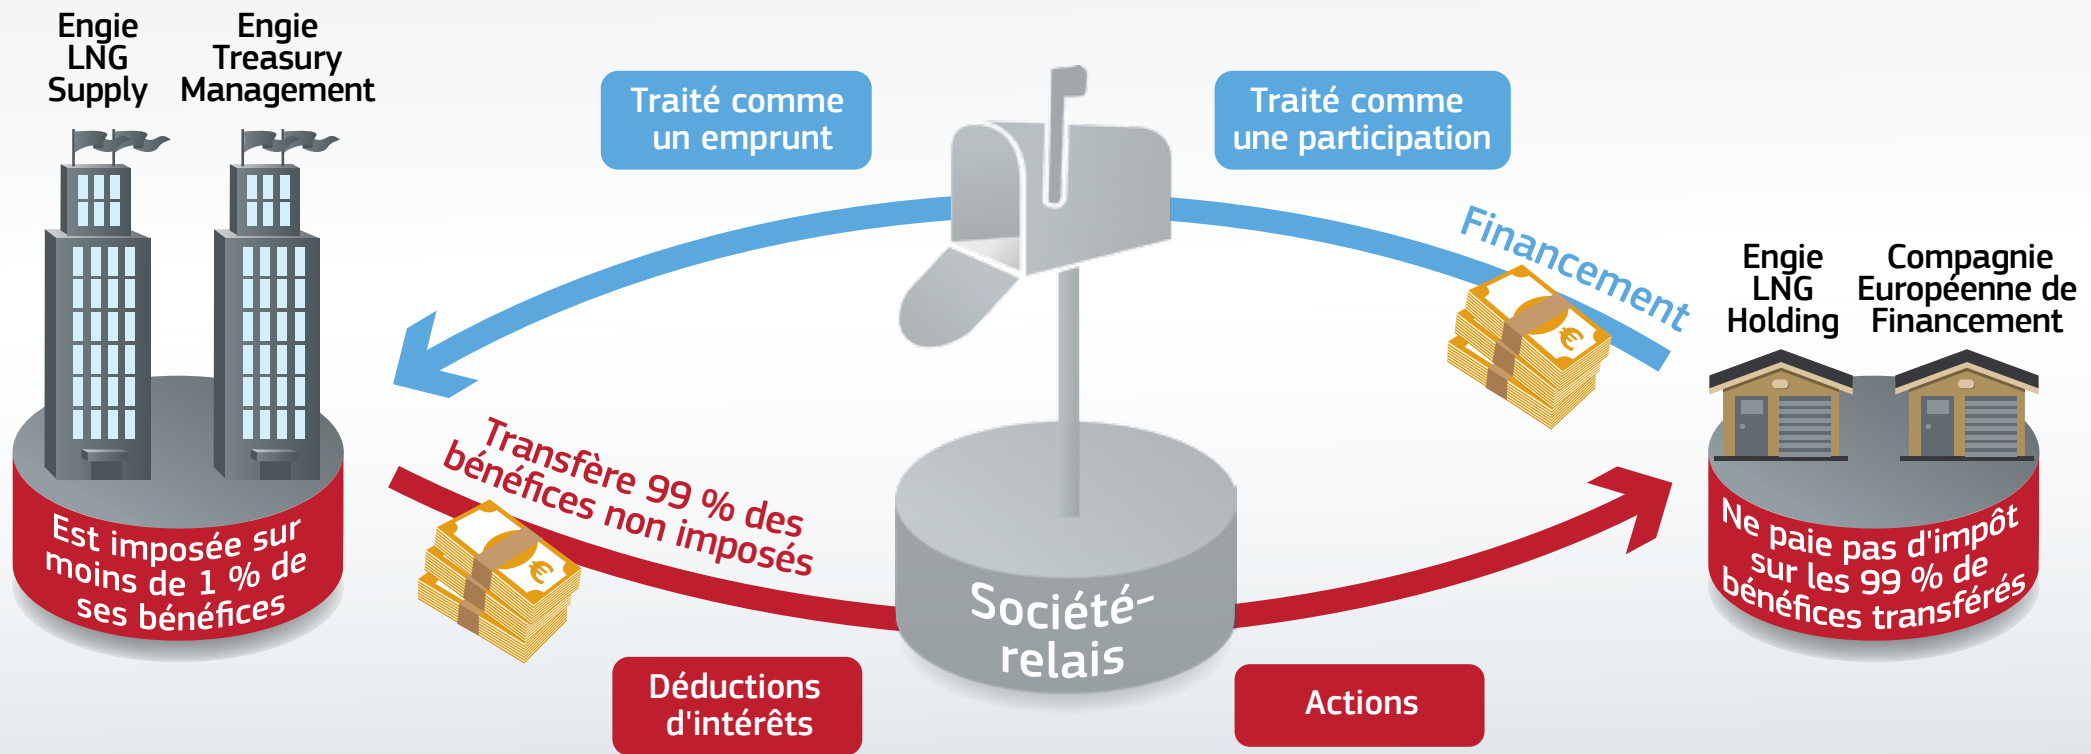 Engie
LNG
Supply
Engie
Treasury
Management
Traité comme
un emprunt
Traité comme
une participation
Financement
€
Engie
LNG
Holding
Compagnie
Européenne de
Financement
Est imposée sur
moins de 1 % de
ses bénéfices
Transfère 99 % des
bénéfices non imposés
€
Société-
relais
Ne paie pas d'impôt
sur les 99 % de
bénéfices transférés
Déductions
d'intérêts
Actions